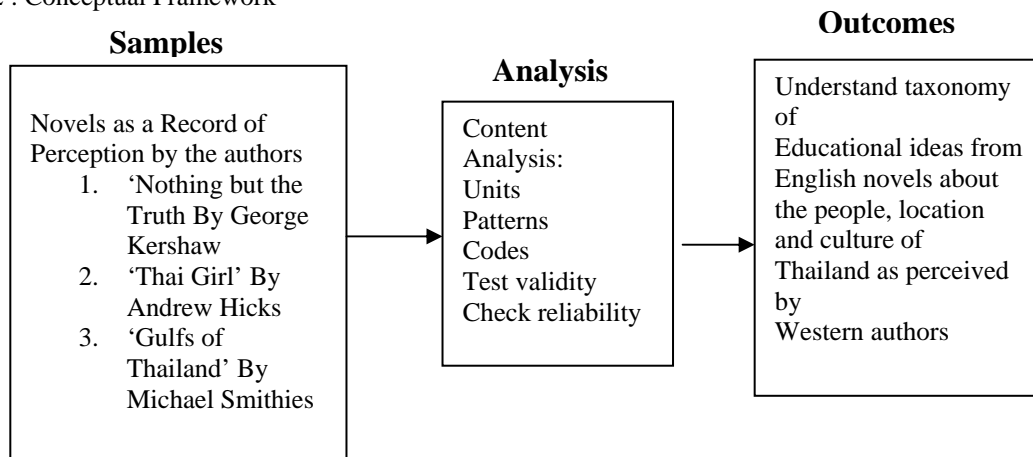 : Conceptual Framework
Samples
Novels as a Record of
Perception by the authors
1. ‘Nothing but the
Truth By George
Kershaw
2. ‘Thai Girl’ By
Andrew Hicks
3. ‘Gulfs of
Thailand’ By
Michael Smithies
Analysis
Content
Analysis:
Units
Patterns
Codes
Test validity
Check reliability
Outcomes
Understand taxonomy
of
Educational ideas from
English novels about
the people, location
and culture of
Thailand as perceived
by
Western authors